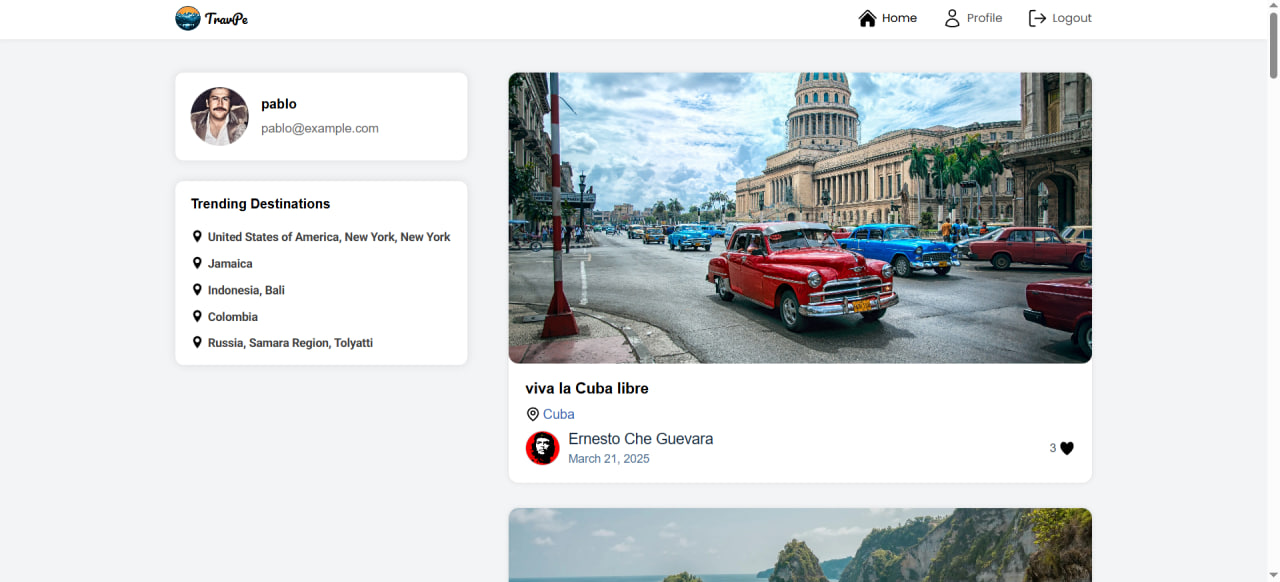 TravPe
Home
Profile
Logout
pablo
pablo@example.com
Trending Destinations
United States of America, New York, New York
Jamaica
Indonesia, Bali
Colombia
Russia, Samara Region, Tolyatti
viva la Cuba libre
Cuba
Ernesto Che Guevara
March 21, 2025
3